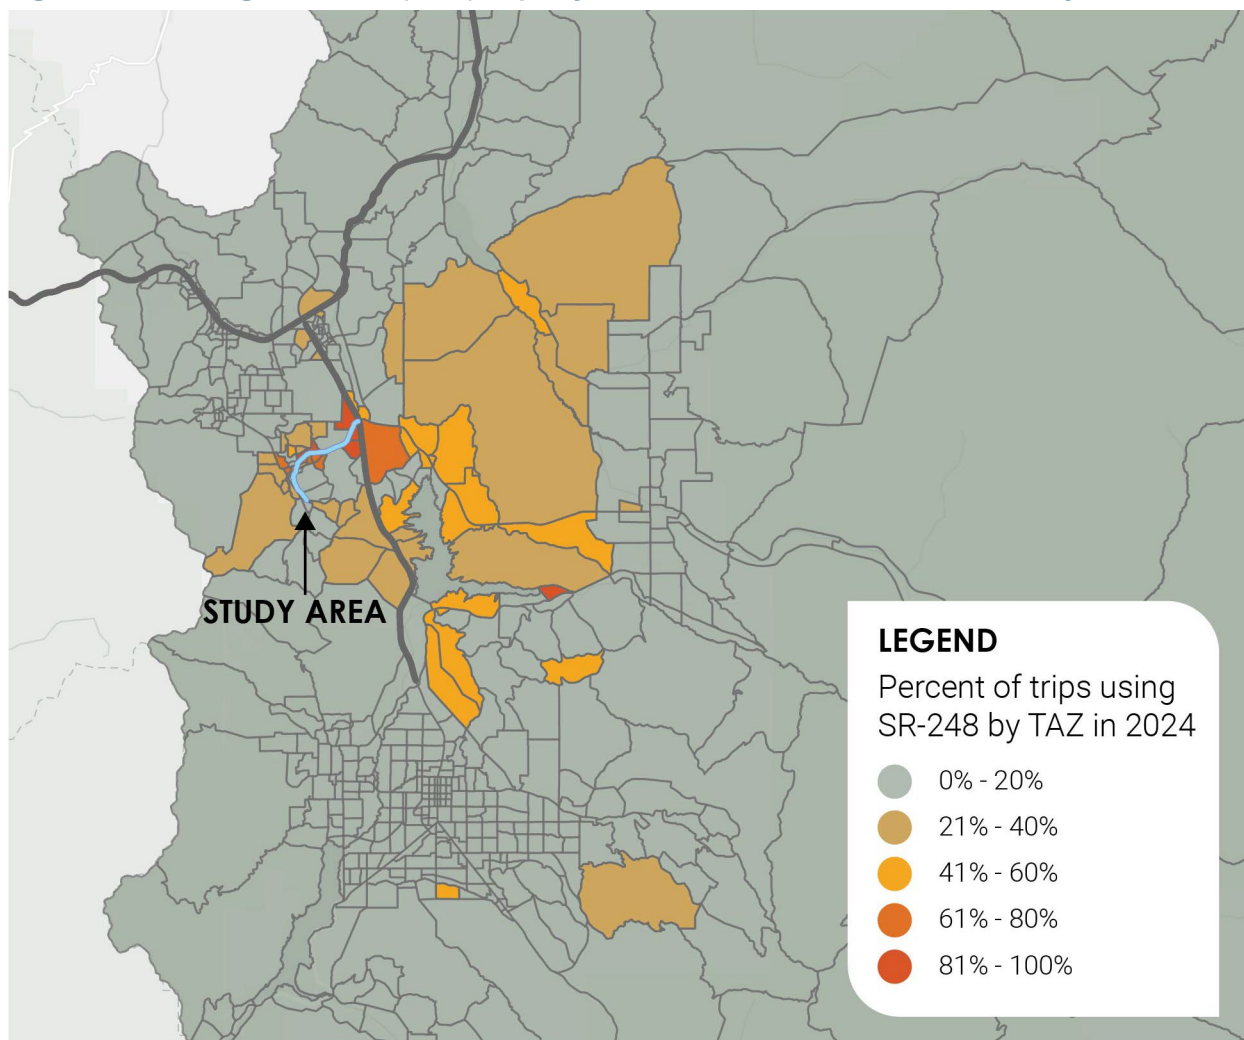 STUDY AREA
LEGEND
Percent of trips using
SR-248 by TAZ in 2024
0% - 20%
21% - 40%
41% - 60%
61% - 80%
81% - 100%